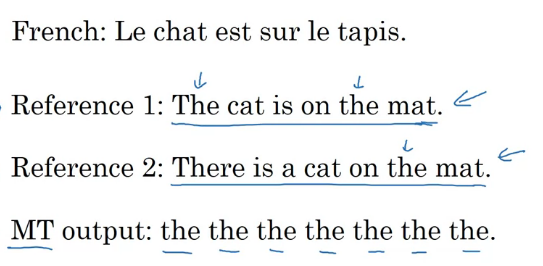 French: Le chat est sur le tapis.
Reference 1: The cat is on the mat.
Reference 2: There is a cat on the mat.
MT output: the the the the the the the.